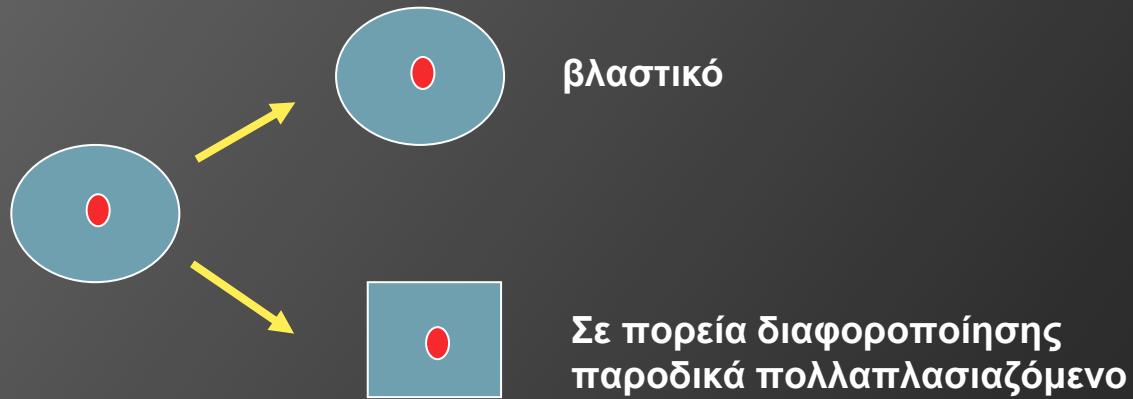 βλαστικό
Σε πορεία διαφοροποίησης
παροδικά πολλαπλασιαζόμενο